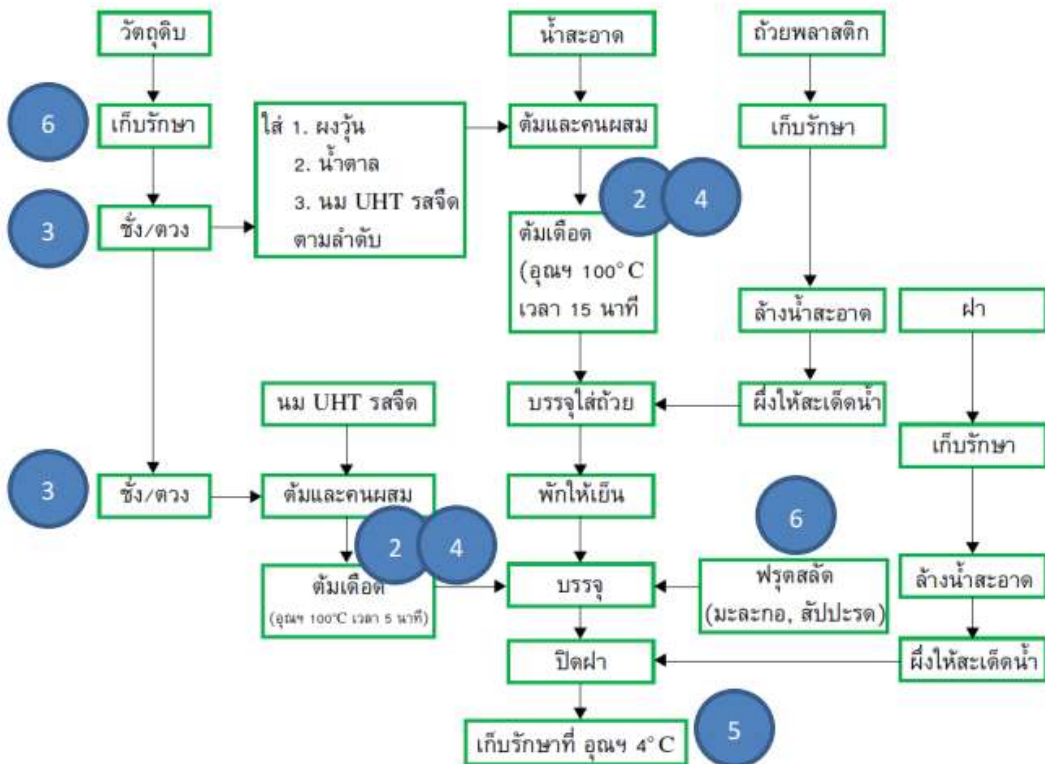 วัตถุดิบ
น้ำสะอาด
ถ้วยพลาสติก
6
เก็บรักษา
ใส่ 1. ผงวุ้น
2. น้ำตาล
3. นม UHT รสจืด
ตามลำดับ
ต้มและคนผสม
เก็บรักษา
3
ชั่ง/ตวง
2
4
ต้มเดือด
(อุณฯ 100°C
เวลา 15 นาที
ล้างน้ำสะอาด
ฝา
นม UHT รสจืด
บรรจุใส่ถ้วย
ผึ่งให้สะเด็ดน้ำ
เก็บรักษา
3
ชั่ง/ตวง
ต้มและคนผสม
พักให้เย็น
6
2
4
ต้มเดือด
(อุณฯ 100°C เวลา 5 นาที)
บรรจุ
ฟรุตสลัด
(มะละกอ, สัปปะรด)
ล้างน้ำสะอาด
ปิดฝา
ผึ่งให้สะเด็ดน้ำ
เก็บรักษาที่ อุณฯ 4°C
5